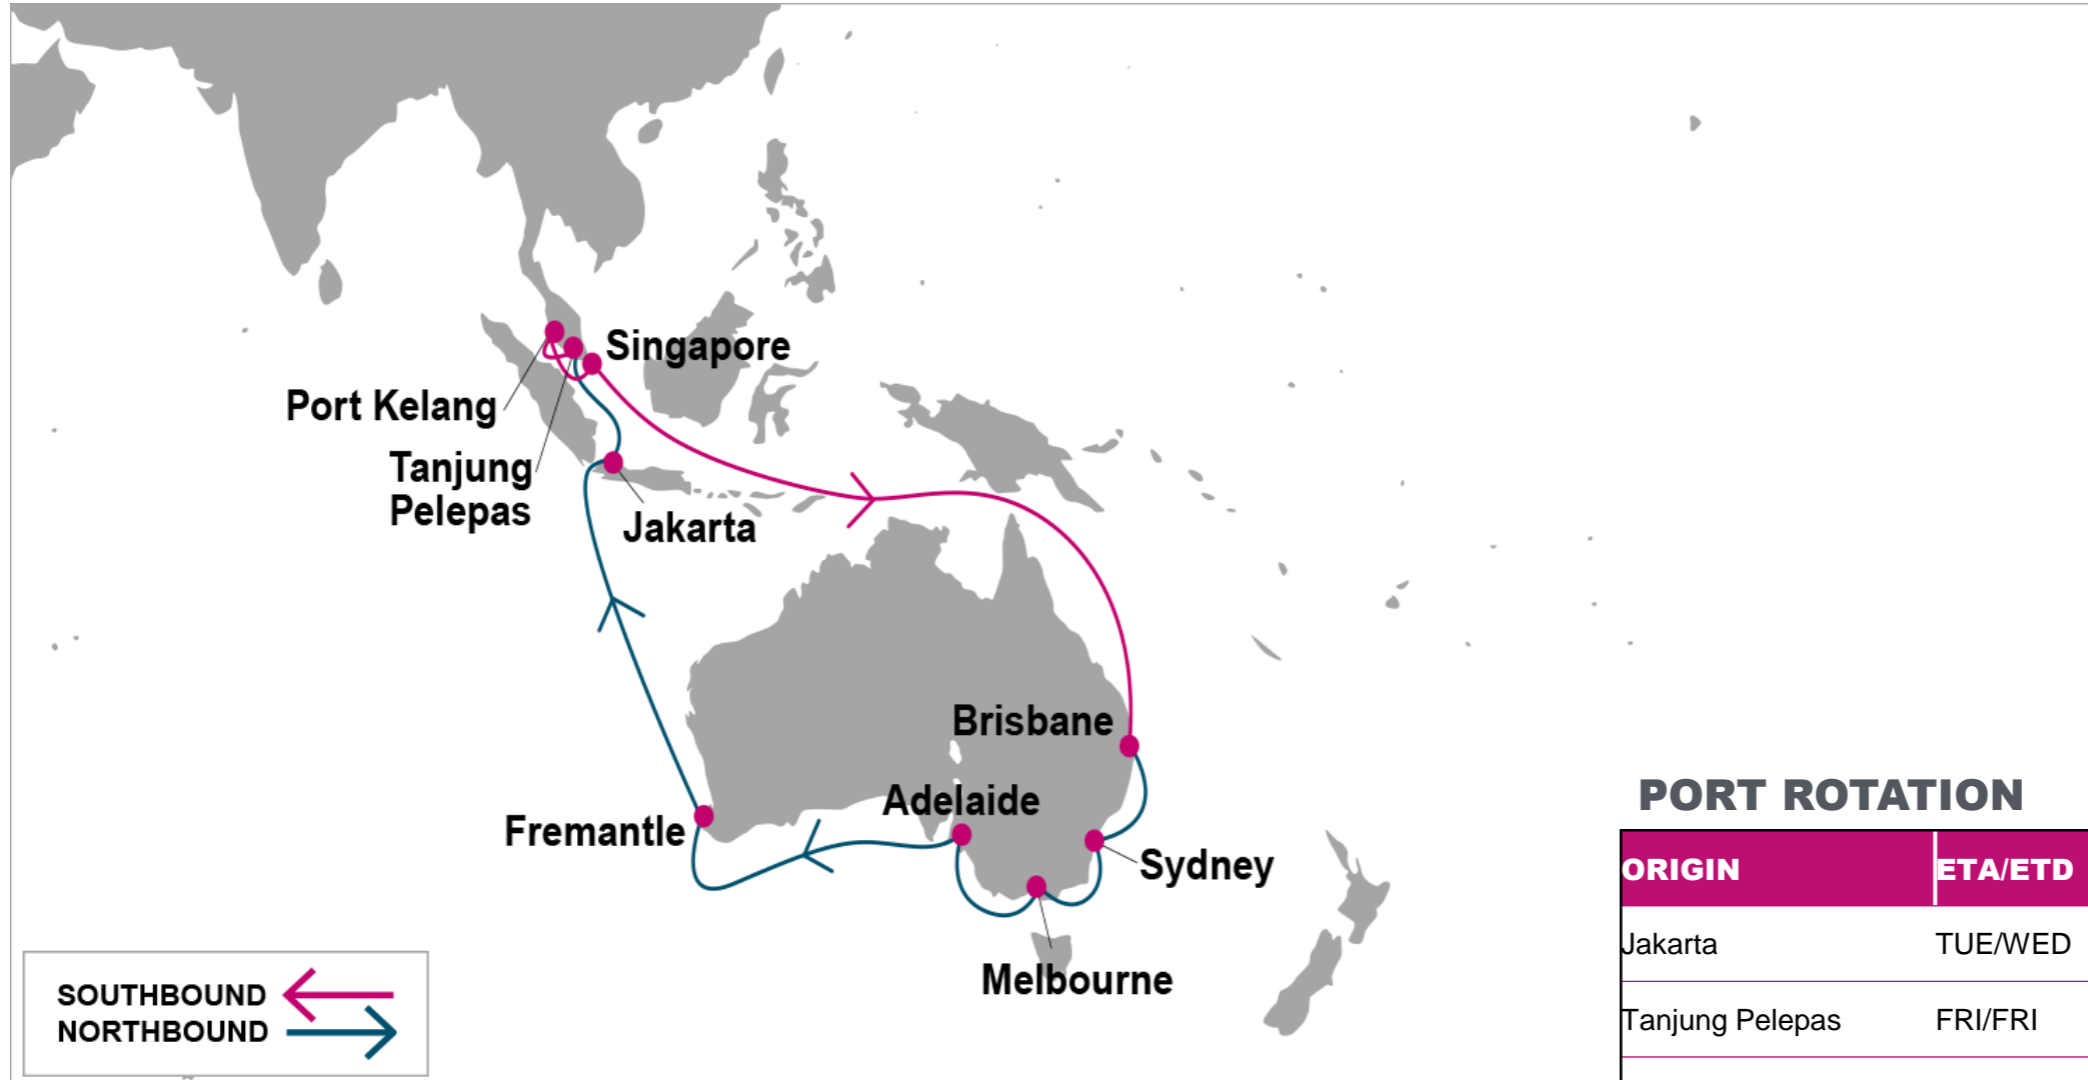 Singapore
Port Kelang
Tanjung
Pelepas
Jakarta
Brisbane
Adelaide
Fremantle
Sydney
Melbourne
SOUTHBOUND
NORTHBOUND
PORT ROTATION
ORIGIN ETA/ETD
Jakarta TUE/WED
Tanjung Pelepas FRI/FRI